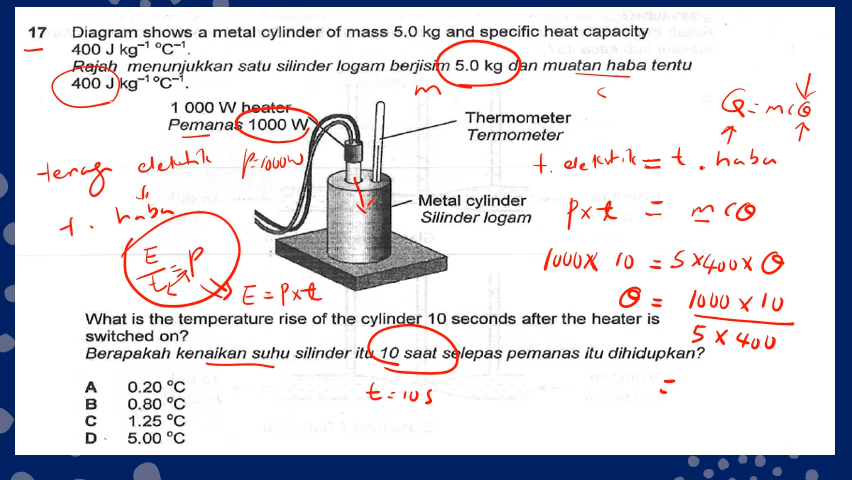 17 Diagram shows a metal cylinder of mass 5.0 kg and specific heat capacity
400 J kg⁻¹ °C⁻¹.
Rajah menunjukkan satu silinder logam berjisim 5.0 kg dan muatan haba tentu
400 J kg⁻¹ °C⁻¹.
m
c
Q = mcθ
1 000 W heater
Pemanas 1000 W
Thermometer
Termometer
tenaga elektrik
P=1000W
t. elektrik = t. haba
t. haba
Metal cylinder
Silinder logam
P x t = mcθ
E/t = P
1000 x 10 = 5 x 400 x θ
E = P x t
θ = 1000 x 10
5 x 400
What is the temperature rise of the cylinder 10 seconds after the heater is
switched on?
Berapakah kenaikan suhu silinder itu 10 saat selepas pemanas itu dihidupkan?
t = 10s
=
A 0.20 °C
B 0.80 °C
C 1.25 °C
D 5.00 °C